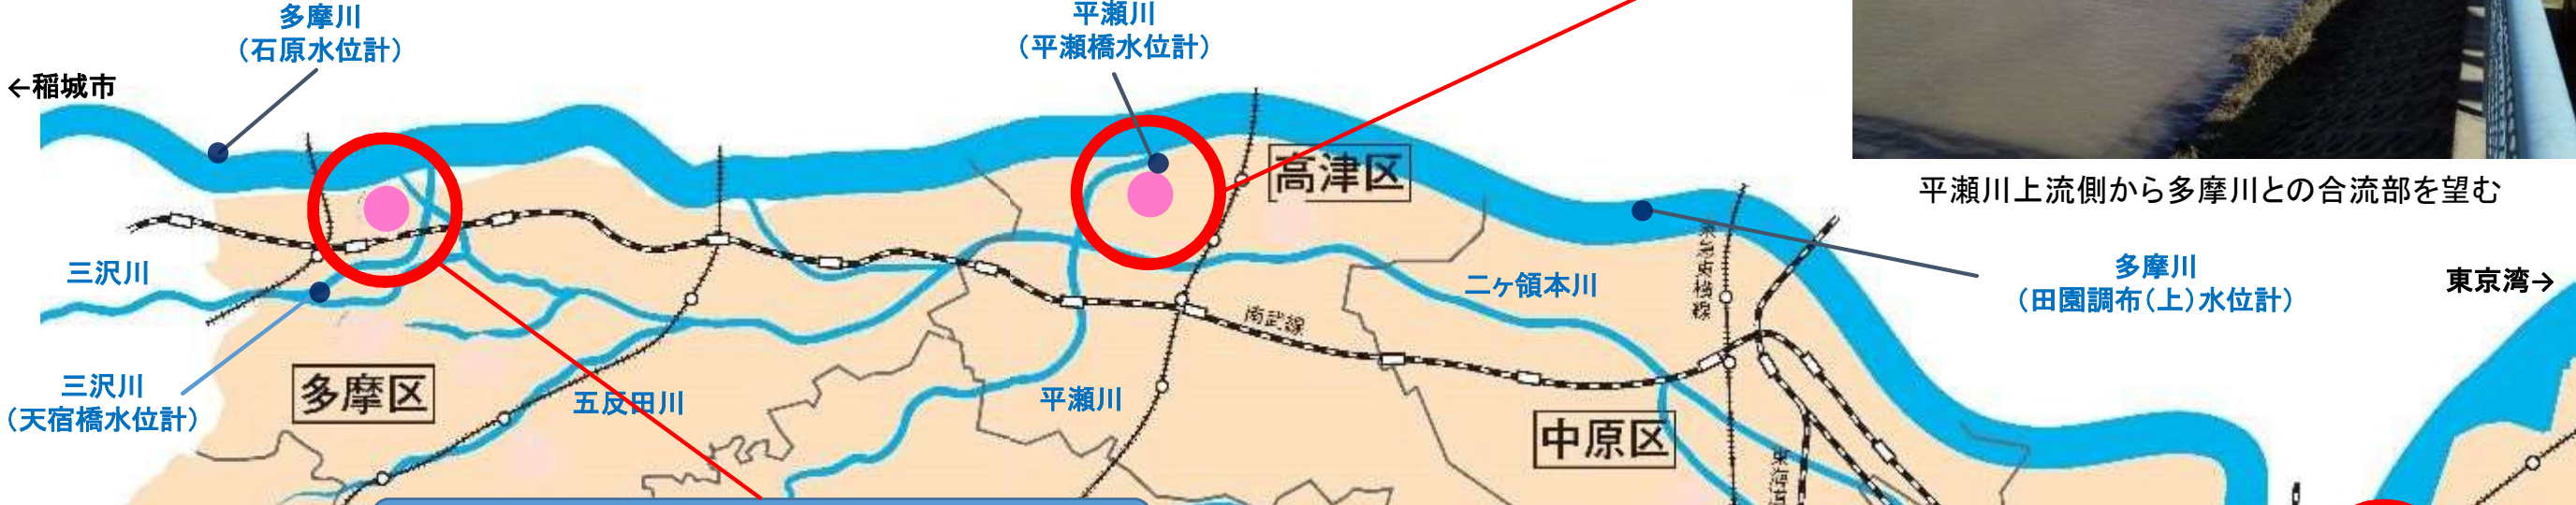 多摩川
（石原水位計）
平瀬川
（平瀬橋水位計）
←稲城市
高津区
平瀬川上流側から多摩川との合流部を望む
三沢川
二ヶ領本川
多摩川
（田園調布（上）水位計）
東京湾→
南武線
三沢川
（天宿橋水位計）
多摩区
五反田川
平瀬川
中原区